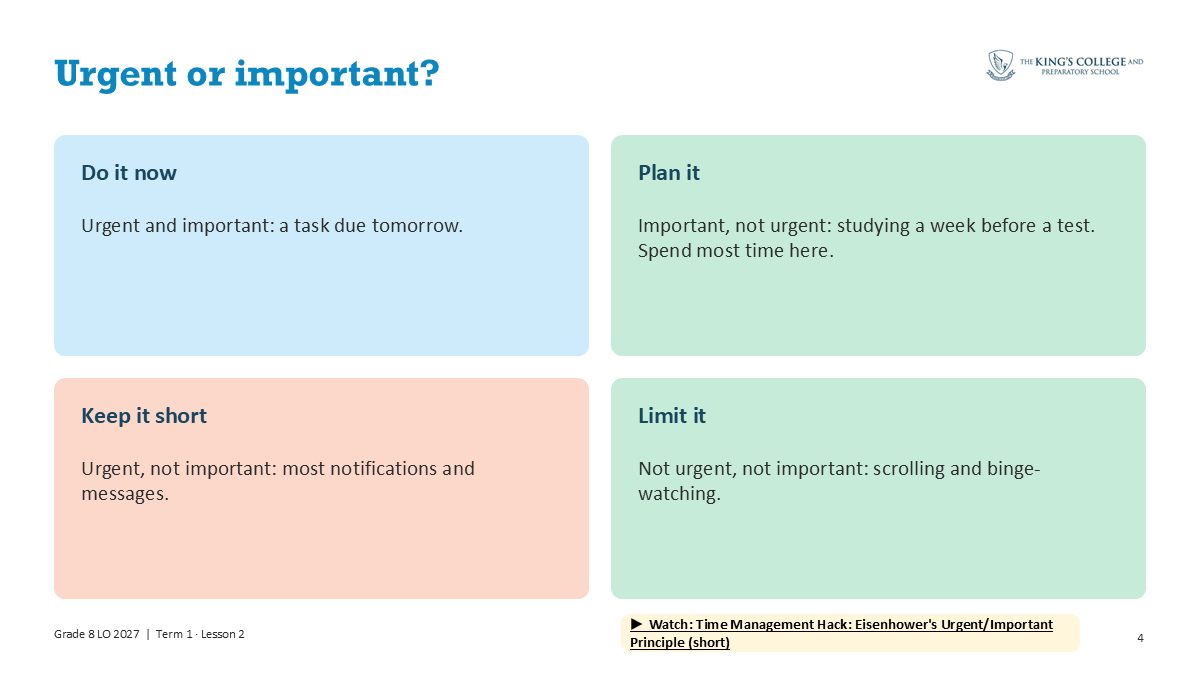 Urgent or important?
THE KING'S COLLEGE AND
PREPARATORY SCHOOL
Do it now
Urgent and important: a task due tomorrow.
Plan it
Important, not urgent: studying a week before a test.
Spend most time here.
Keep it short
Urgent, not important: most notifications and
messages.
Limit it
Not urgent, not important: scrolling and binge-
watching.
Grade 8 LO 2027 | Term 1 · Lesson 2
▶ Watch: Time Management Hack: Eisenhower's Urgent/Important
Principle (short)
4